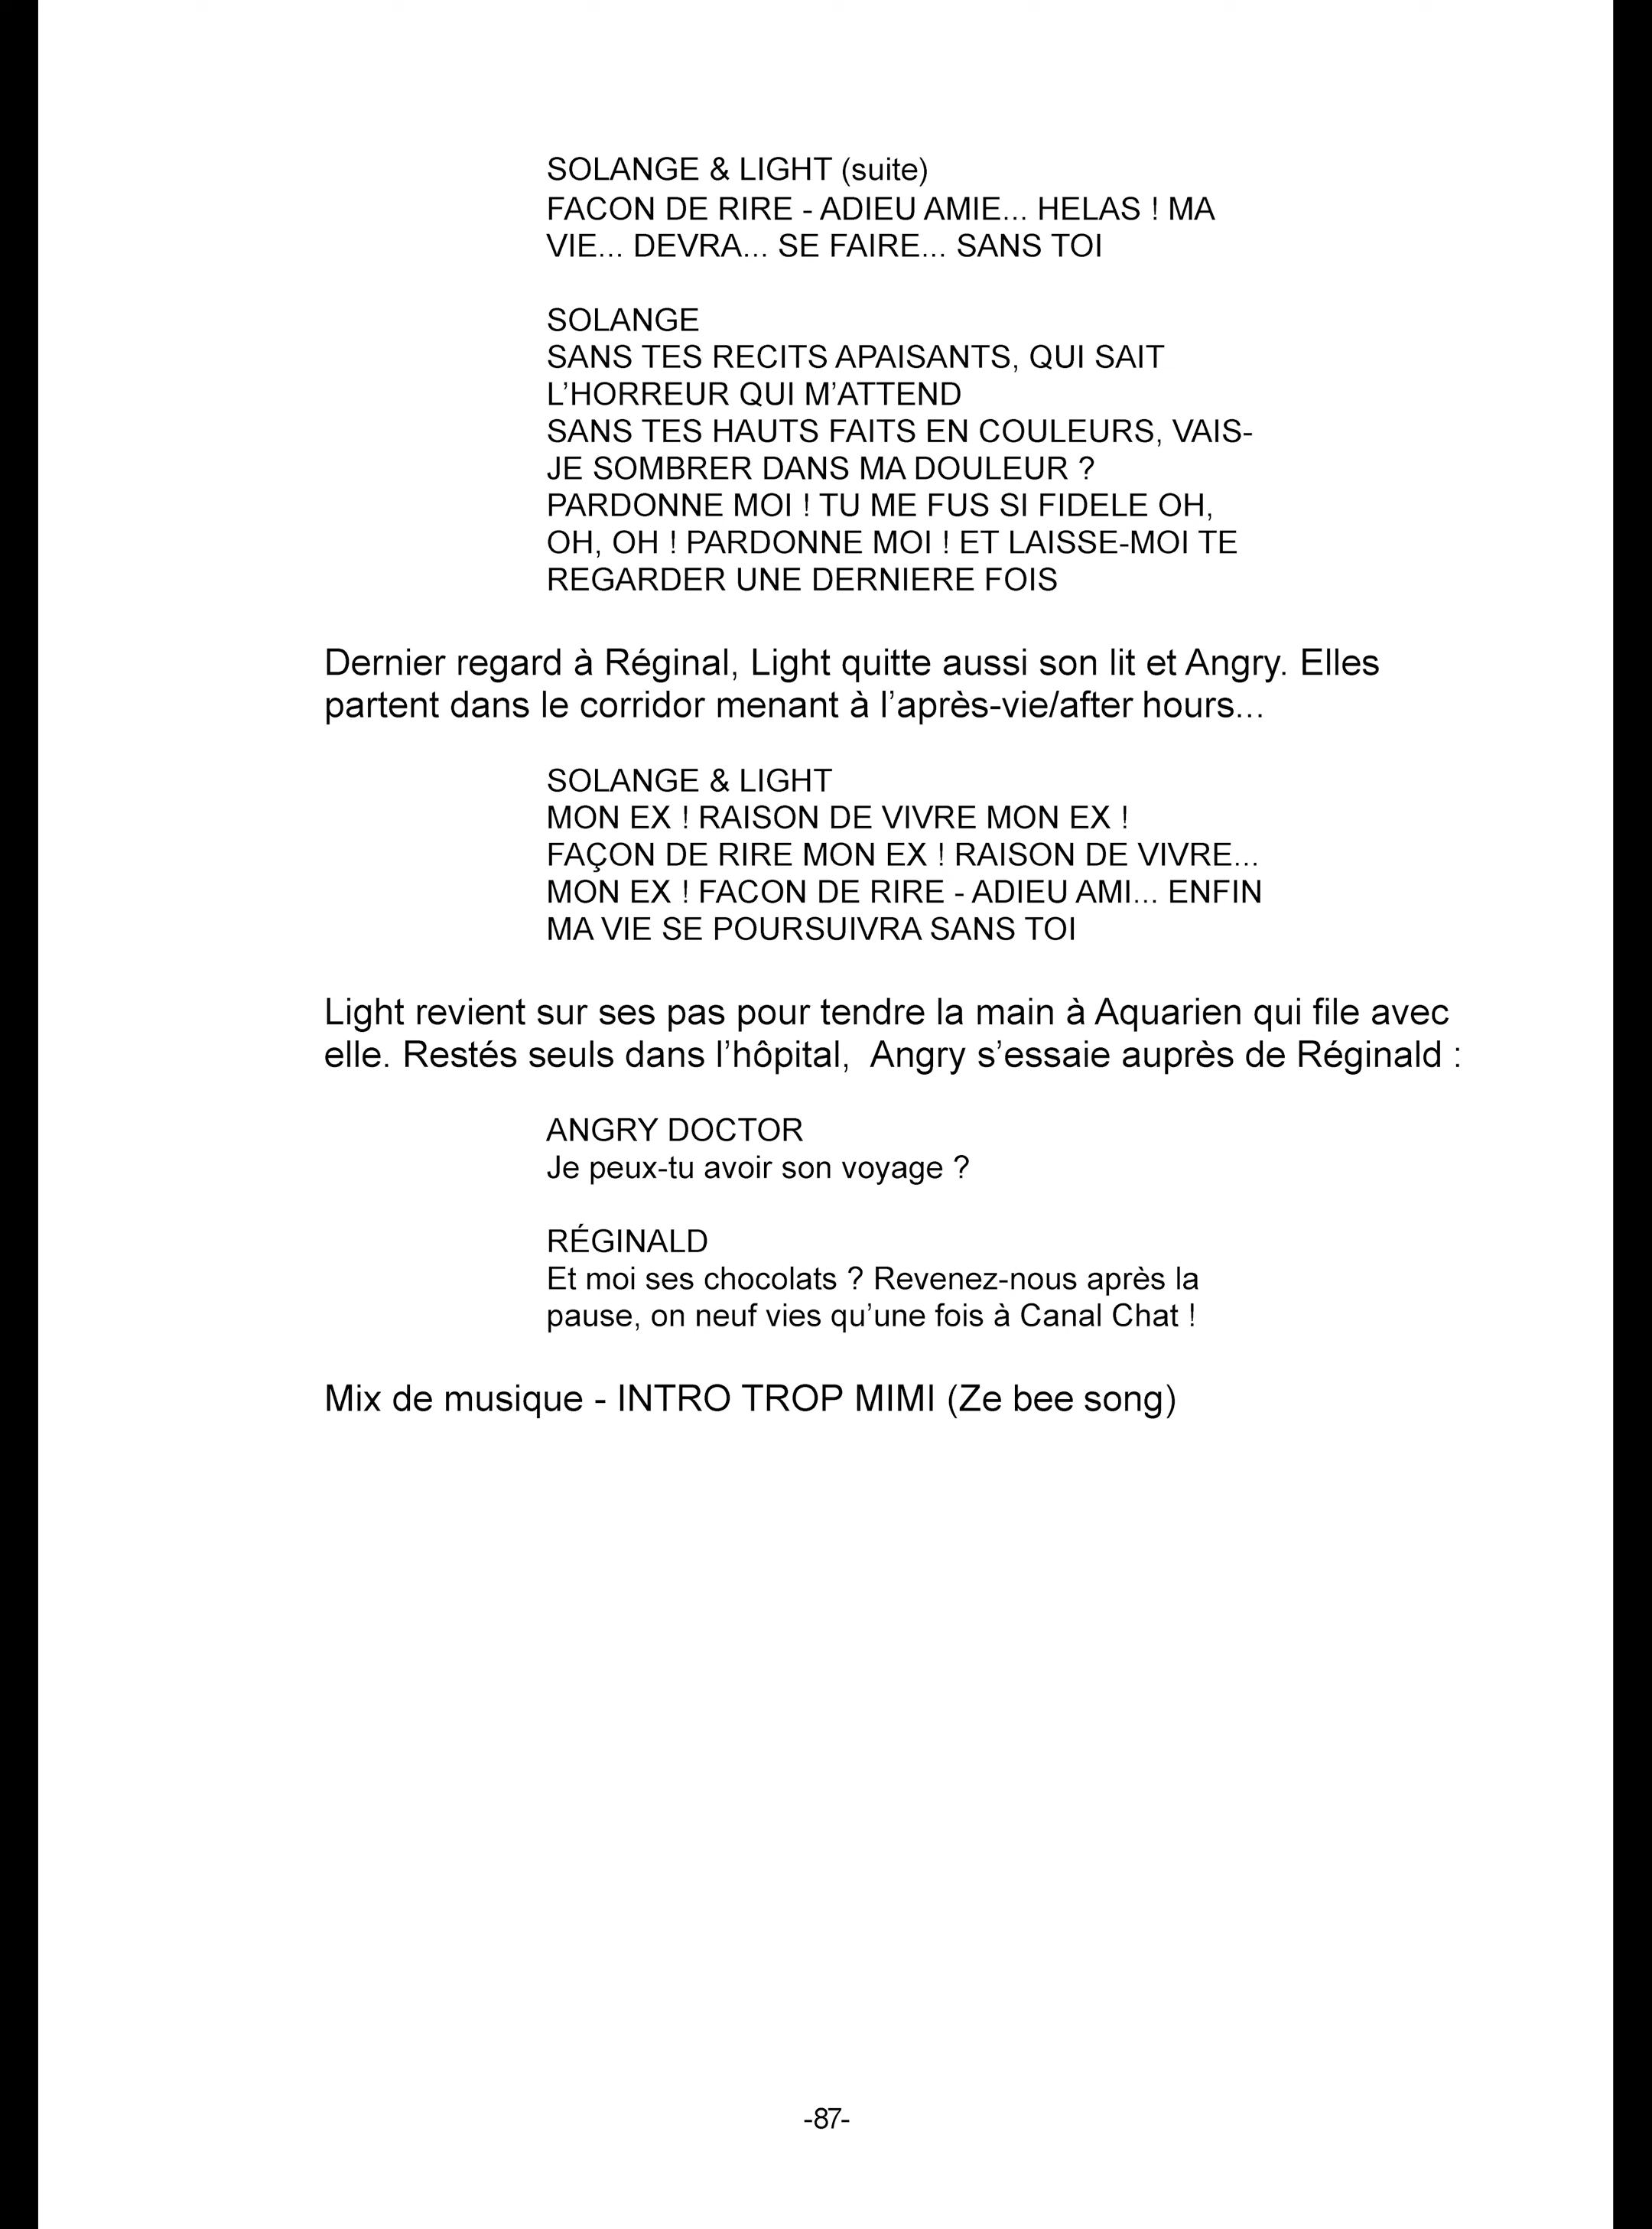 SOLANGE & LIGHT (suite)
FACON DE RIRE - ADIEU AMIE... HELAS ! MA
VIE... DEVRA... SE FAIRE... SANS TOI
SOLANGE
SANS TES RECITS APAISANTS, QUI SAIT
L’HORREUR QUI M’ATTEND
SANS TES HAUTS FAITS EN COULEURS, VAIS-
JE SOMBRER DANS MA DOULEUR ?
PARDONNE MOI ! TU ME FUS SI FIDELE OH,
OH, OH ! PARDONNE MOI ! ET LAISSE-MOI TE
REGARDER UNE DERNIERE FOIS
Dernier regard à Réginal, Light quitte aussi son lit et Angry. Elles
partent dans le corridor menant à l’après-vie/after hours...
SOLANGE & LIGHT
MON EX ! RAISON DE VIVRE MON EX !
FAÇON DE RIRE MON EX ! RAISON DE VIVRE...
MON EX ! FACON DE RIRE - ADIEU AMI... ENFIN
MA VIE SE POURSUIVRA SANS TOI
Light revient sur ses pas pour tendre la main à Aquarien qui file avec
elle. Restés seuls dans l’hôpital,  Angry s’essaie auprès de Réginald :
ANGRY DOCTOR
Je peux-tu avoir son voyage ?
RÉGINALD
Et moi ses chocolats ? Revenez-nous après la
pause, on neuf vies qu’une fois à Canal Chat !
Mix de musique - INTRO TROP MIMI (Ze bee song)
-87-